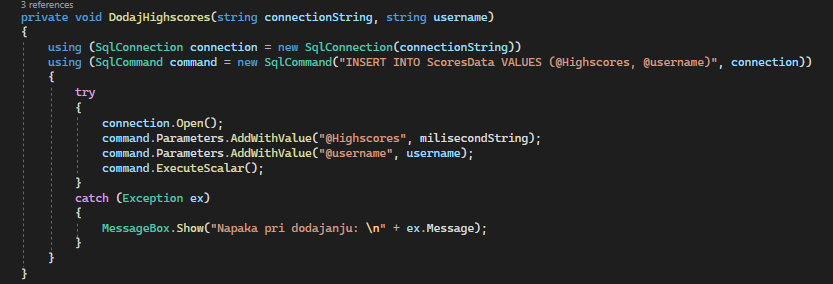 3 references
private void DodajHighscores(string connectionString, string username)
{
using (SqlConnection connection = new SqlConnection(connectionString))
using (SqlCommand command = new SqlCommand("INSERT INTO ScoresData VALUES (@Highscores, @username)", connection))
{
try
{
connection.Open();
command.Parameters.AddWithValue("@Highscores", milisecondString);
command.Parameters.AddWithValue("@username", username);
command.ExecuteScalar();
}
catch (Exception ex)
{
MessageBox.Show("Napaka pri dodajanju: \n" + ex.Message);
}
}
}